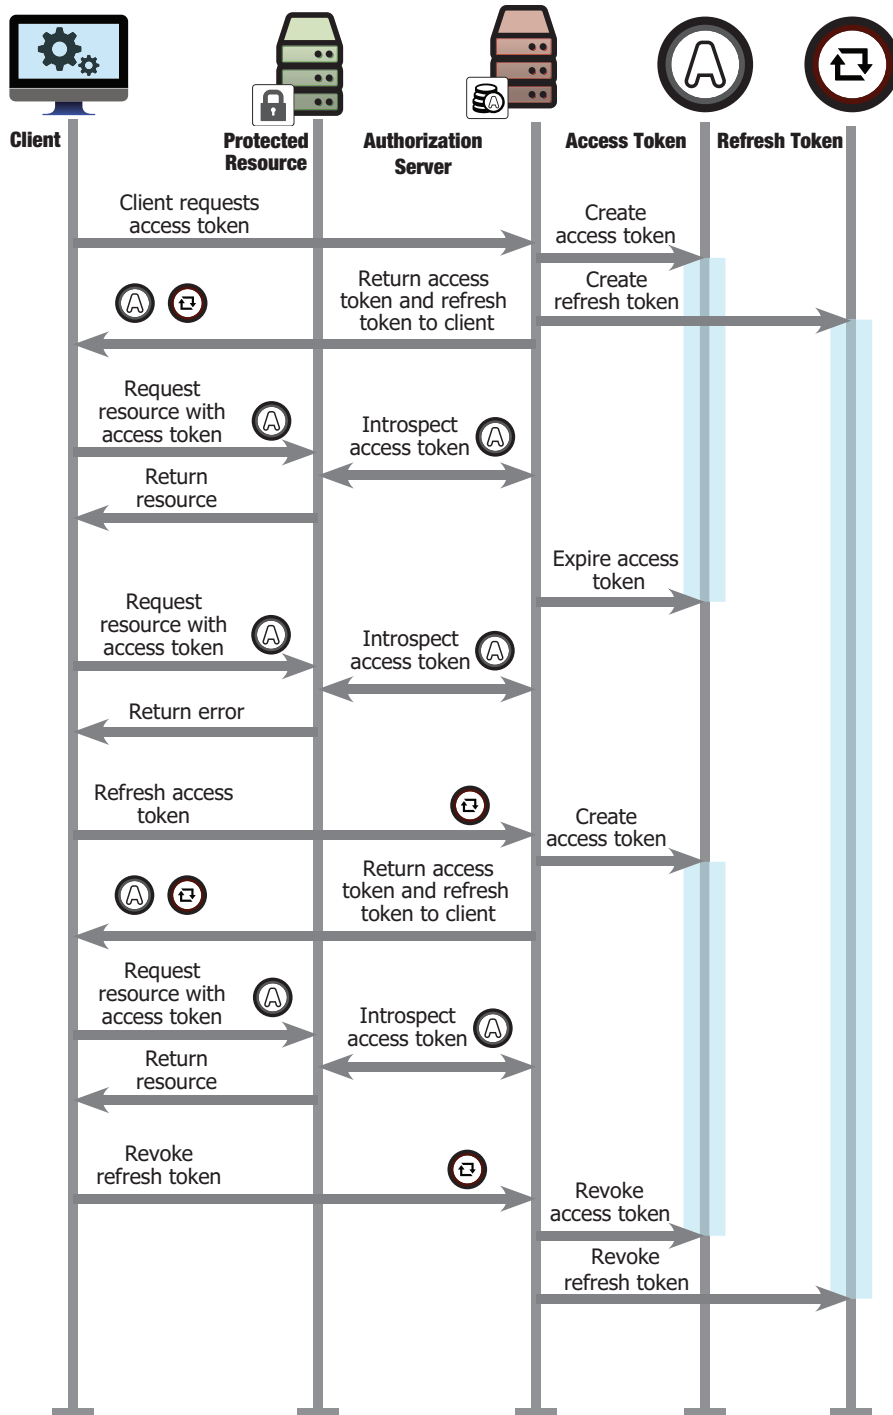 Client
Protected
Resource
Authorization
Server
Access Token
Refresh Token
Client requests
access token
Create
access token
Return access
token and refresh
token to client
Create
refresh token
Request
resource with
access token
Introspect
access token
Return
resource
Expire access
token
Request
resource with
access token
Introspect
access token
Return error
Refresh access
token
Create
access token
Return access
token and refresh
token to client
Request
resource with
access token
Introspect
access token
Return
resource
Revoke
refresh token
Revoke
access token
Revoke
refresh token